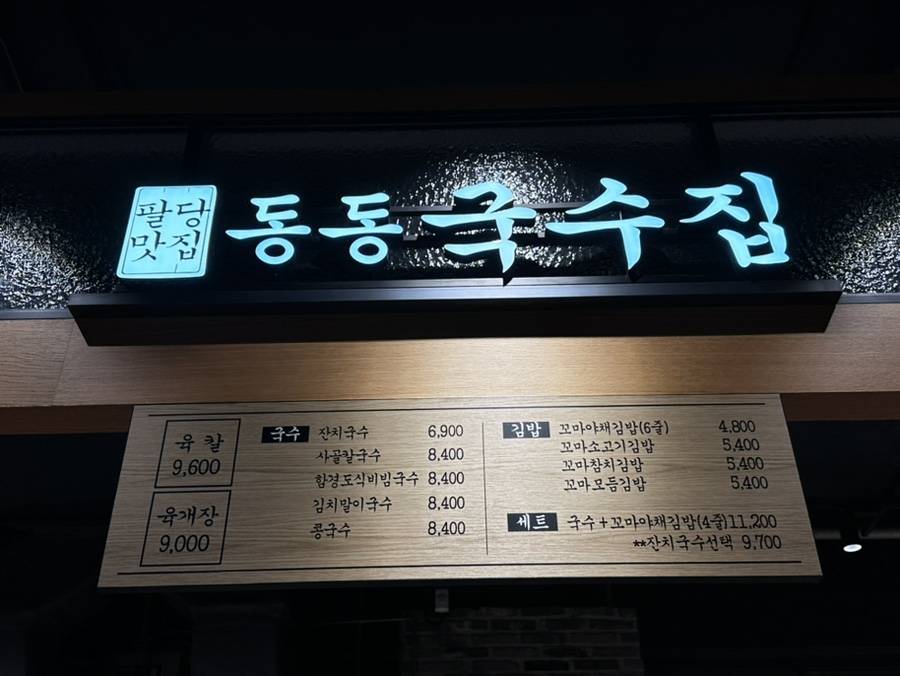 팔당
맛집
동동국수집
육칼
9,600
육개장
9,000
국수 잔치국수 6,900
사골칼국수 8,400
함경도식비빔국수 8,400
김치말이국수 8,400
콩국수 8,400
김밥 꼬마야채김밥(6줄) 4,800
꼬마소고기김밥 5,400
꼬마참치김밥 5,400
꼬마모듬김밥 5,400
세트 국수+꼬마야채김밥(4줄) 11,200
**잔치국수선택 9,700